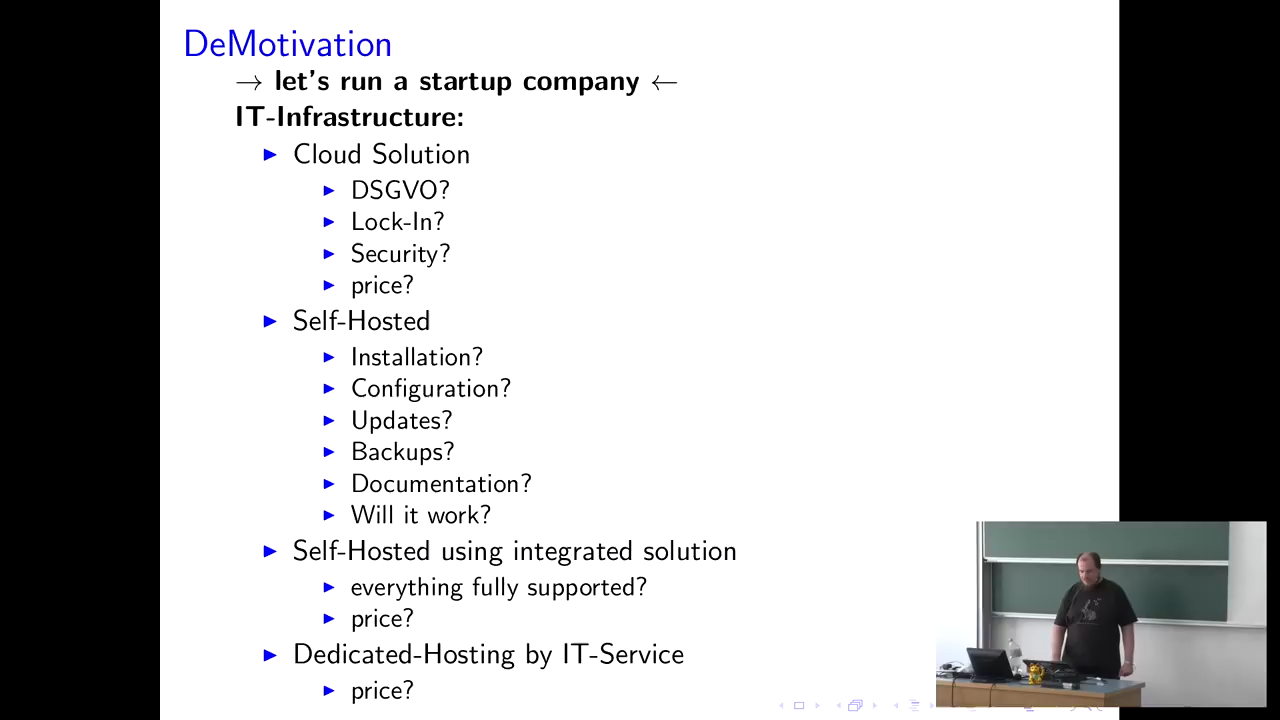 DeMotivation
→ let's run a startup company ←
IT-Infrastructure:
Cloud Solution
DSGVO?
Lock-In?
Security?
price?
Self-Hosted
Installation?
Configuration?
Updates?
Backups?
Documentation?
Will it work?
Self-Hosted using integrated solution
everything fully supported?
price?
Dedicated-Hosting by IT-Service
price?